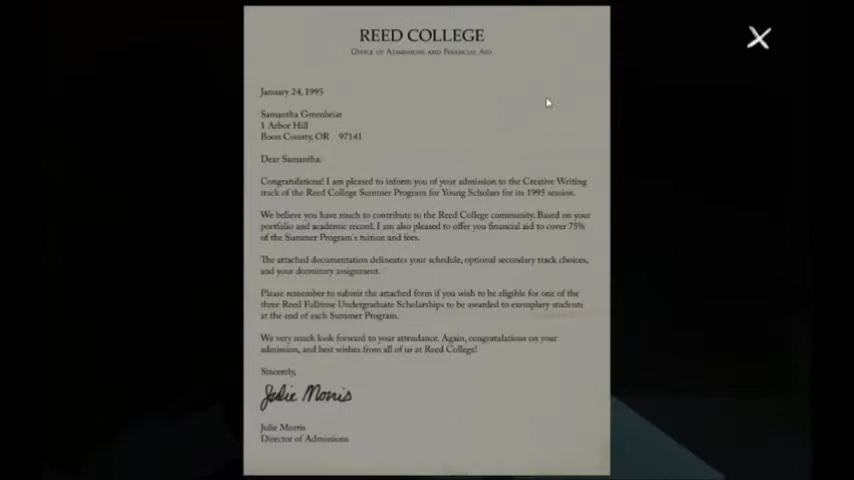 REED COLLEGE
Office of Admissions and Financial Aid
January 24, 1995
Samantha Greenbriar
1 Arbor Hill
Boon County, OR 97141
Dear Samantha,
Congratulations! I am pleased to inform you of your admission to the Creative Writing
track of the Reed College Summer Program for Young Scholars for its 1995 session.
We believe you have much to contribute to the Reed College community. Based on your
portfolio and academic record, I am also pleased to offer you financial aid to cover 75%
of the Summer Program's tuition and fees.
The attached documentation delineates your schedule, optional secondary track choices,
and your dormitory assignment.
Please remember to submit the attached form if you wish to be eligible for one of the
three Reed Fulltime Undergraduate Scholarships to be awarded to exemplary students
at the end of each Summer Program.
We very much look forward to your attendance. Again, congratulations on your
admission, and best wishes from all of us at Reed College!
Sincerely,
Julie Morris
Julie Morris
Director of Admissions